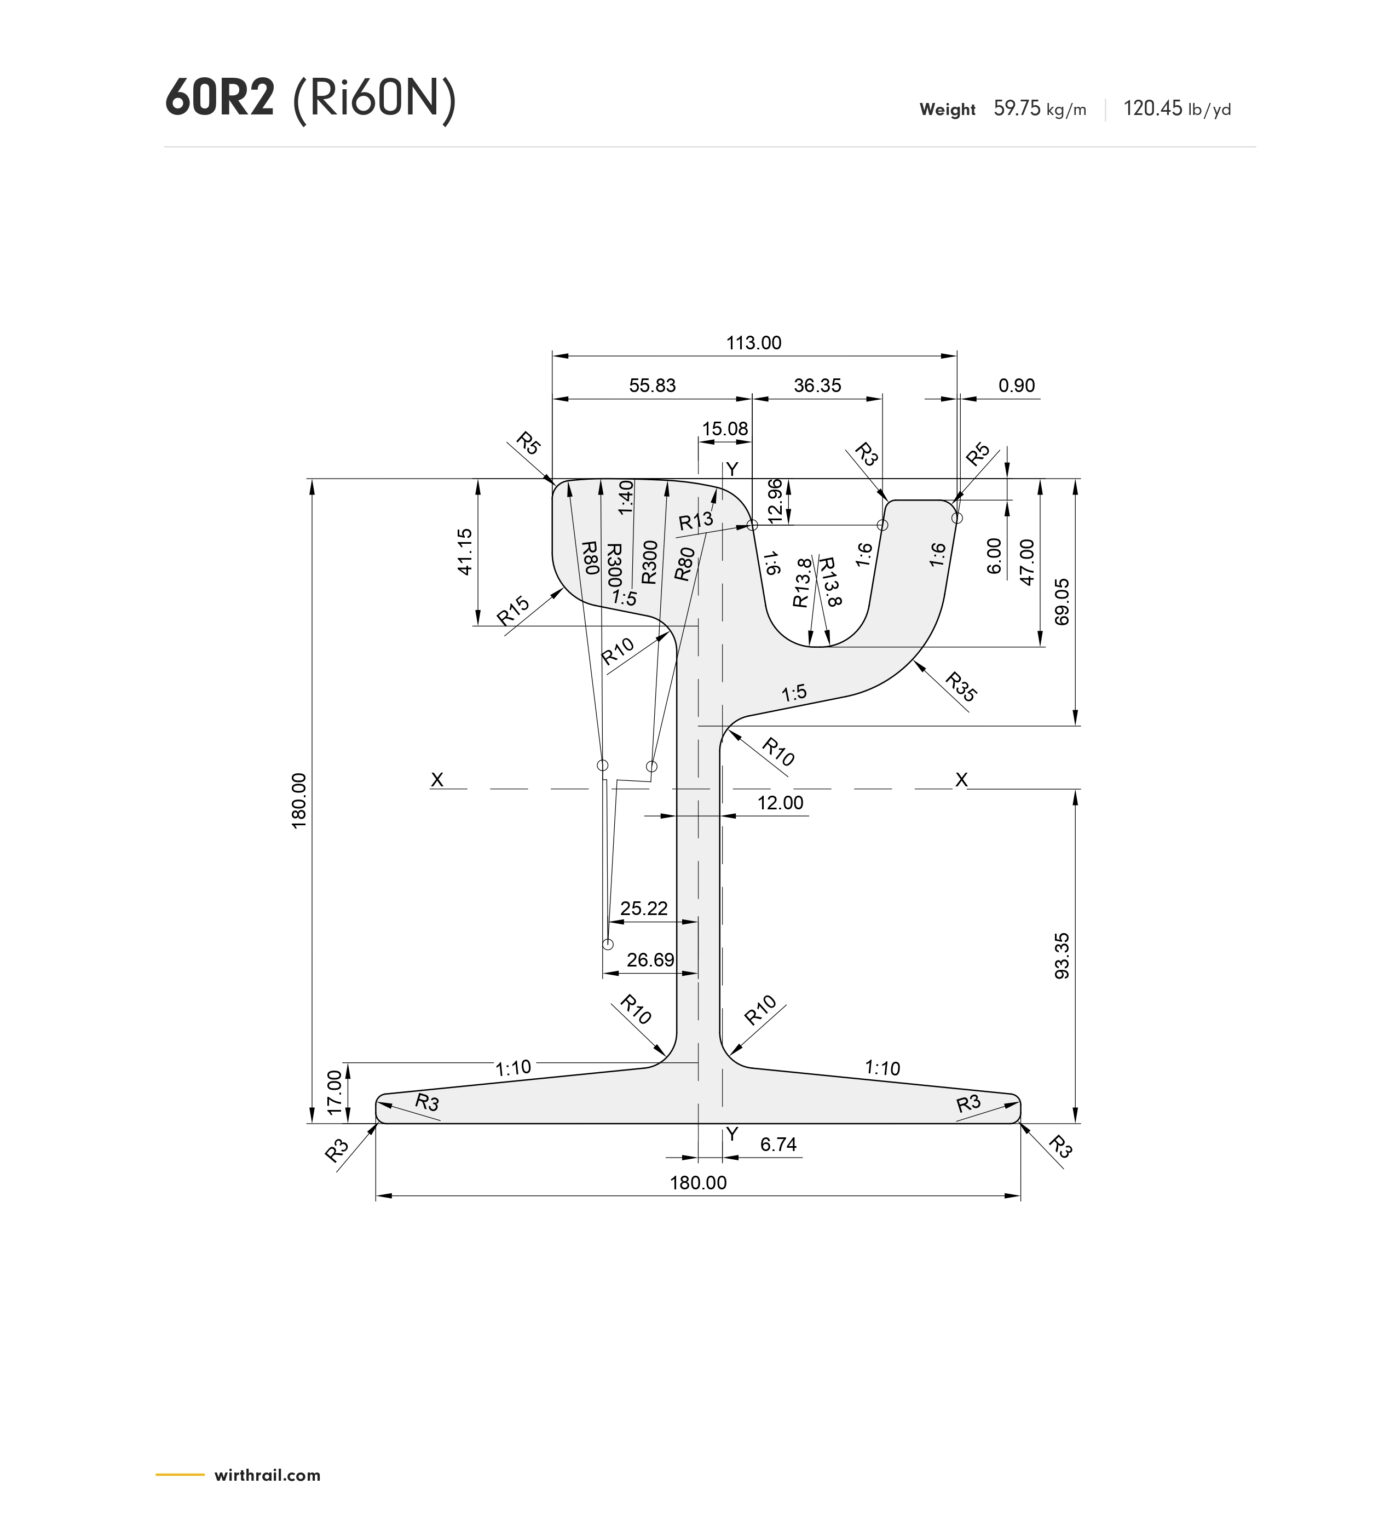 60R2 (Ri60N)
Weight 59.75 kg/m 120.45 lb/yd
113.00
55.83 36.35 0.90
15.08
R5 R3 R5
Y
1:40 12.96
R13
41.15 R80 R300 R300 R80 1:6 R13.8 R13.8 1:6 1:6 6.00 47.00
69.05
R15 1:5
R10
1:5 R35
R10
X X
180.00 12.00
25.22
93.35
26.69
R10 R10
1:10 1:10
17.00 R3 R3
R3 Y 6.74 R3
180.00
wirthrail.com